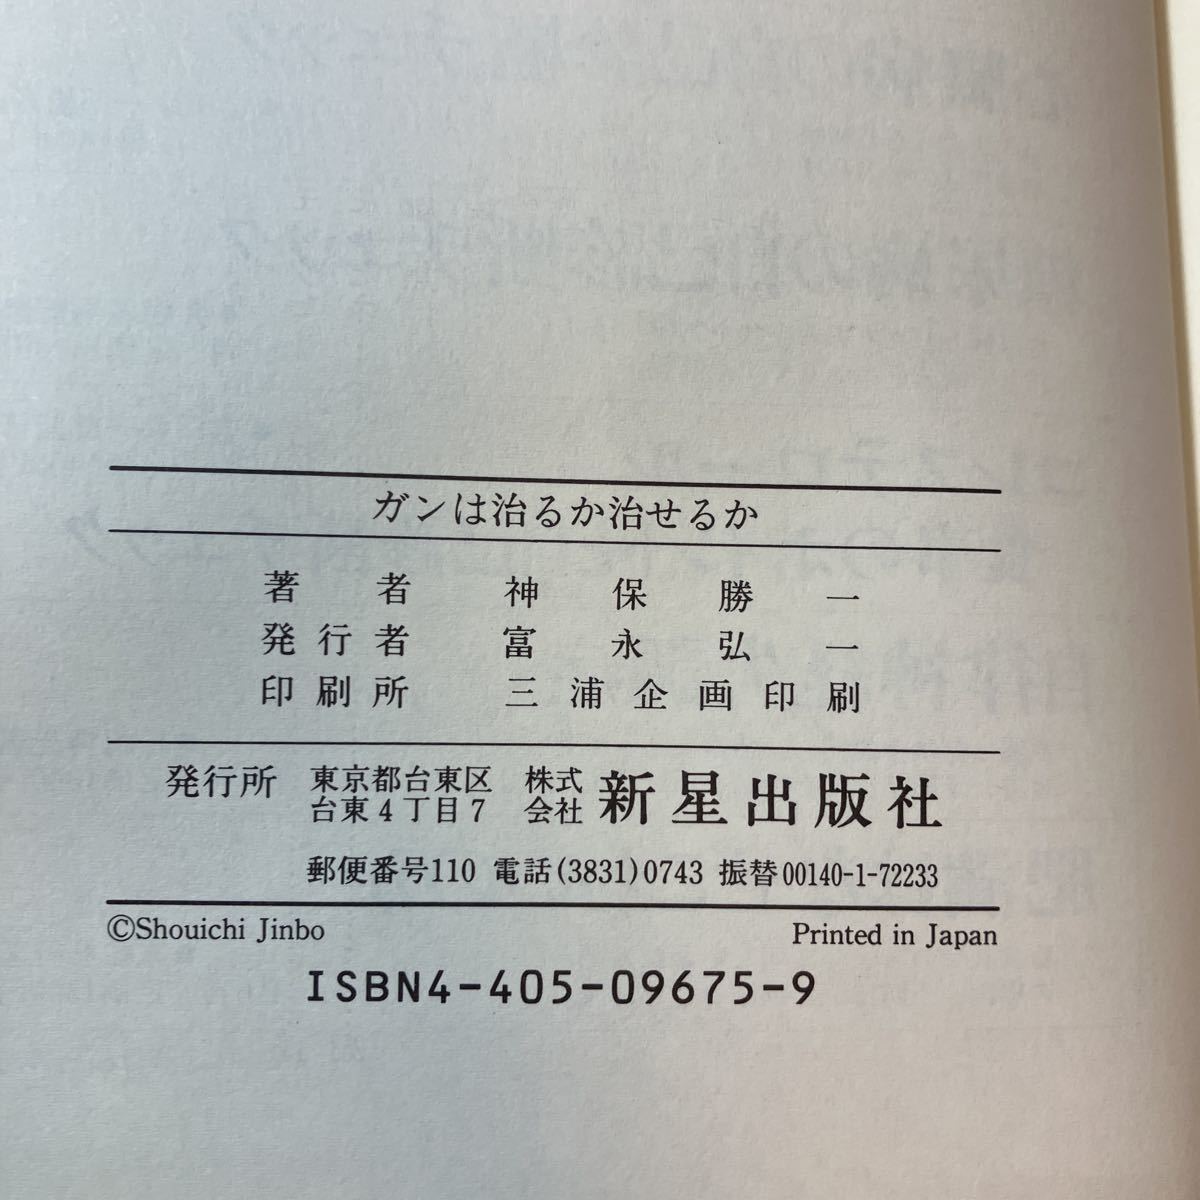 ガンは治るか治せるか
著者 神保勝一
発行者 富永弘一
印刷所 三浦企画印刷
発行所 東京都台東区台東4丁目7 株式会社 新星出版社
郵便番号110 電話(3831)0743 振替00140-1-72233
©Shouichi Jinbo Printed in Japan
ISBN4-405-09675-9